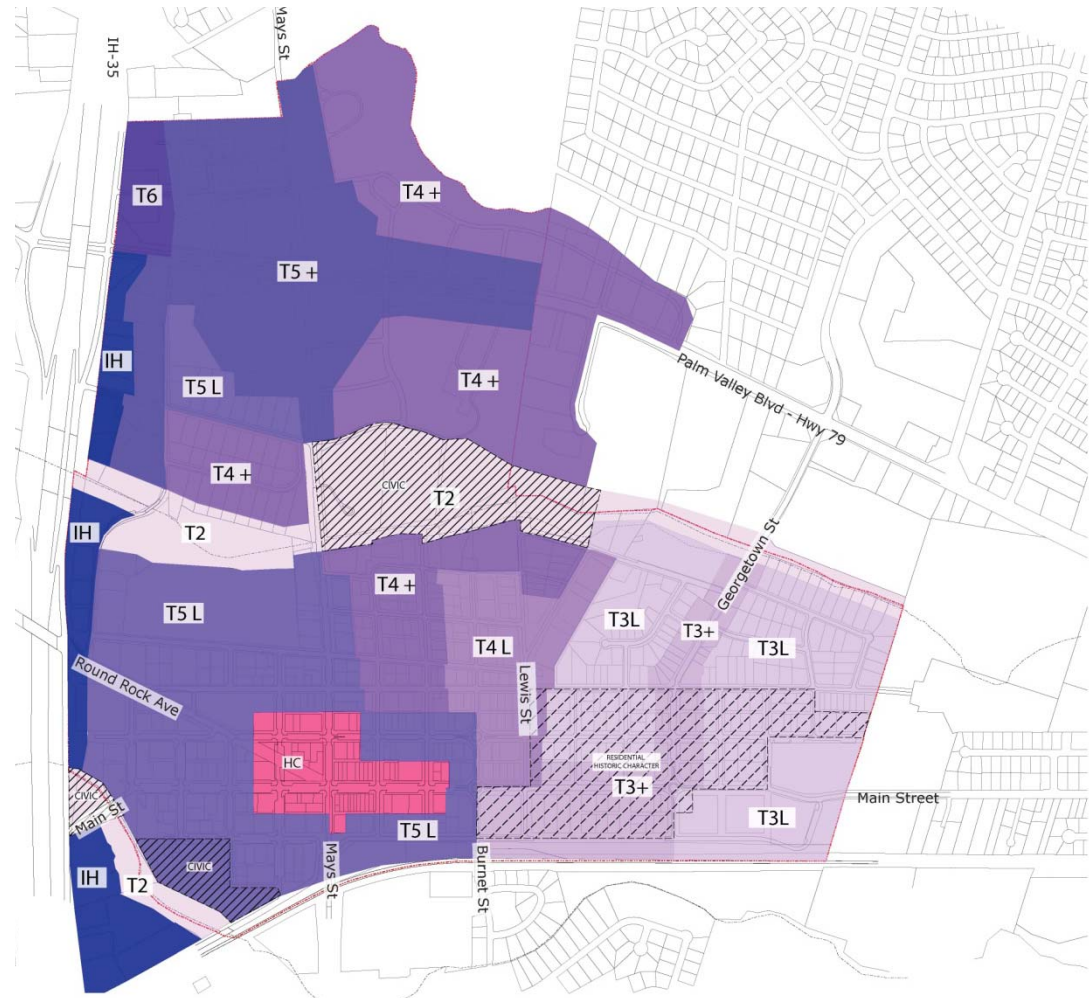 Mays St
IH-35
T6
T4 +
T5 +
IH
T5 L
T4 +
Palm Valley Blvd - Hwy 79
T4 +
CIVIC
T2
IH
T2
T4 +
Georgetown St
T5 L
T3L
T3+
T3L
T4 L
Lewis St
Round Rock Ave
HC
RESIDENTIAL
HISTORIC CHARACTER
T3+
CIVIC
Main St
Main Street
T3L
T5 L
CIVIC
Mays St
Burnet St
IH
T2